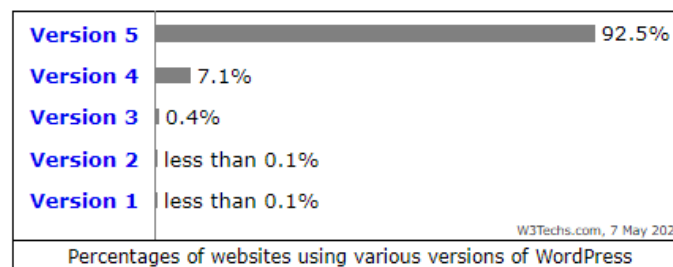 Version 5 92.5%
Version 4 7.1%
Version 3 0.4%
Version 2 less than 0.1%
Version 1 less than 0.1%
W3Techs.com, 7 May
Percentages of websites using various versions of WordPress